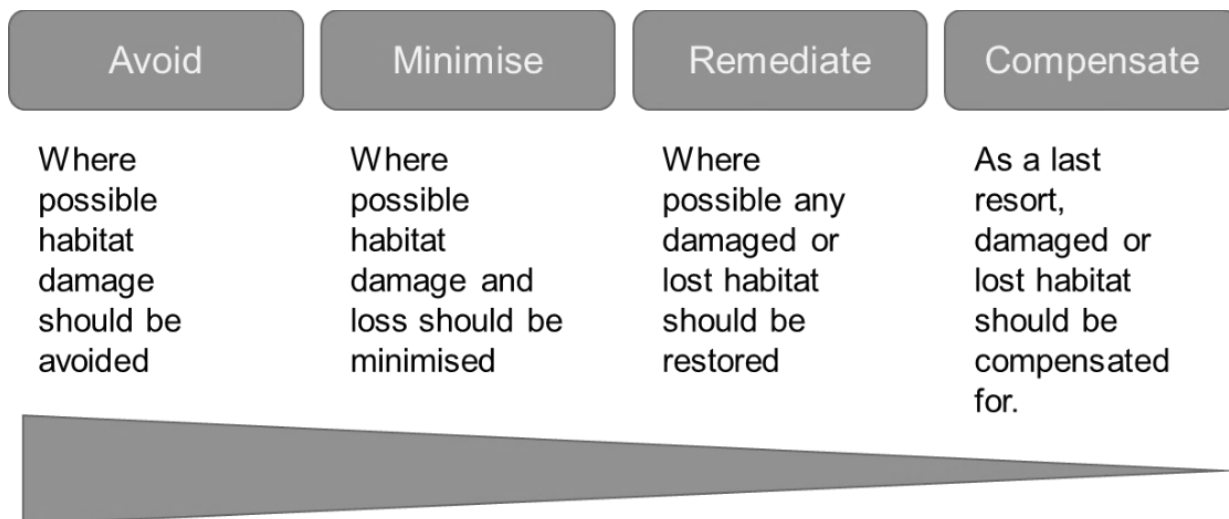 Avoid
Minimise
Remediate
Compensate
Where
possible
habitat
damage
should be
avoided
Where
possible
habitat
damage and
loss should be
minimised
Where
possible any
damaged or
lost habitat
should be
restored
As a last
resort,
damaged or
lost habitat
should be
compensated
for.